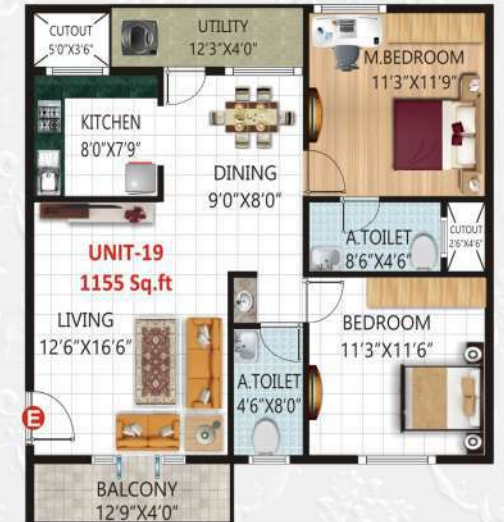 CUTOUT
5'0"X3'6"
UTILITY
12'3"X4'0"
M.BEDROOM
11'3"X11'9"
KITCHEN
8'0"X7'9"
DINING
9'0"X8'0"
A.TOILET
8'6"X4'6"
CUTOUT
2'6"X4'6"
UNIT-19
1155 Sq.ft
LIVING
12'6"X16'6"
BEDROOM
11'3"X11'6"
A.TOILET
4'6"X8'0"
E
BALCONY
12'9"X4'0"